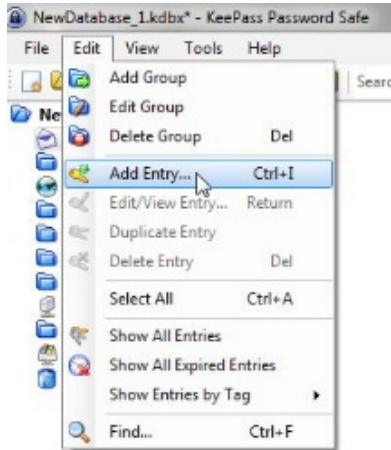 NewDatabase_1.kdbx* - KeePass Password Safe
File Edit View Tools Help
Add Group
Edit Group
Delete Group Del
Add Entry... Ctrl+I
Edit/View Entry... Return
Duplicate Entry
Delete Entry Del
Select All Ctrl+A
Show All Entries
Show All Expired Entries
Show Entries by Tag
Find... Ctrl+F
Ne
Sear